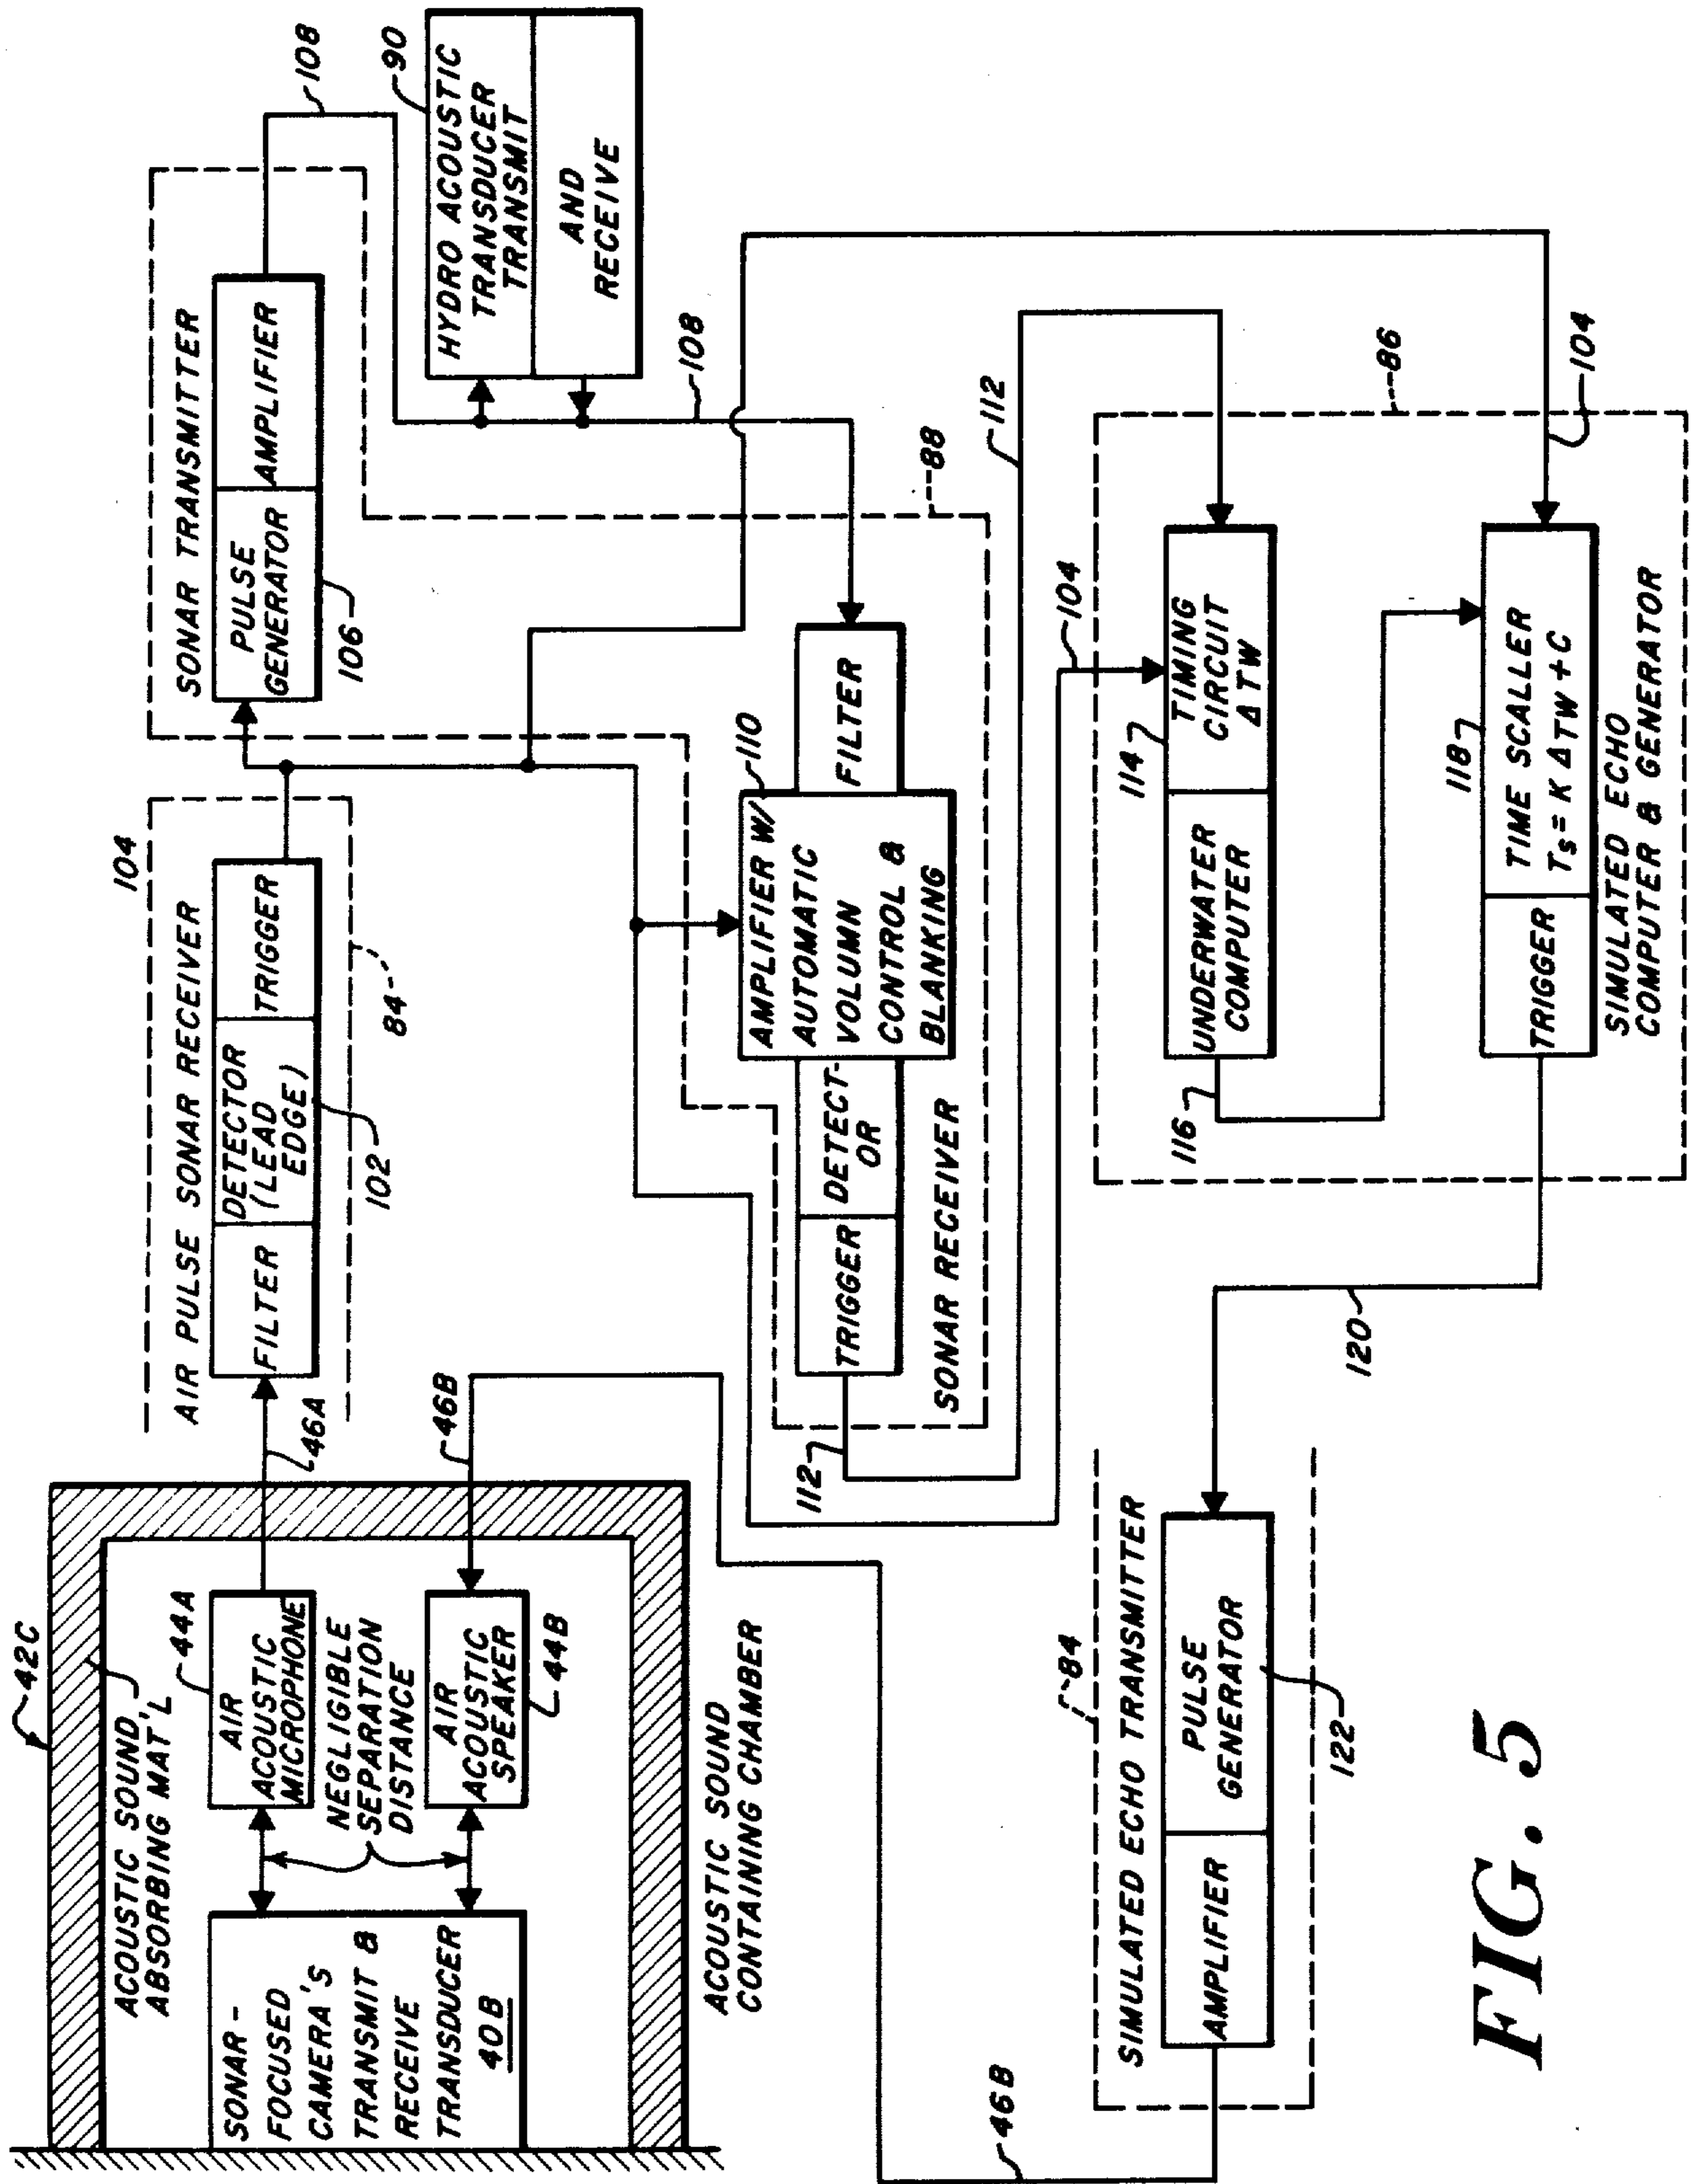 42C
ACOUSTIC SOUND
ABSORBING MAT'L
SONAR-
FOCUSED
CAMERA'S
TRANSMIT &
RECEIVE
TRANSDUCER
40B
44A
AIR
ACOUSTIC
MICROPHONE
NEGLIGIBLE
SEPARATION
DISTANCE
AIR
ACOUSTIC
SPEAKER
44B
ACOUSTIC SOUND
CONTAINING CHAMBER
46A
46B
104
AIR PULSE SONAR RECEIVER
FILTER
DETECTOR
(LEAD
EDGE)
TRIGGER
102
84
SONAR TRANSMITTER
PULSE
GENERATOR
AMPLIFIER
106
108
90
HYDRO ACOUSTIC
TRANSDUCER
TRANSMIT
AND
RECEIVE
108
TRIGGER
DETECT-
OR
AMPLIFIER W/
AUTOMATIC
VOLUMN
CONTROL &
BLANKING
110
FILTER
SONAR RECEIVER
88
112
112
104
86
UNDERWATER
COMPUTER
114
TIMING
CIRCUIT
Δ TW
116
118
104
TRIGGER
TIME SCALLER
Ts = K Δ TW + C
SIMULATED ECHO
COMPUTER & GENERATOR
84
SIMULATED ECHO TRANSMITTER
AMPLIFIER
PULSE
GENERATOR
122
120
46B
FIG. 5